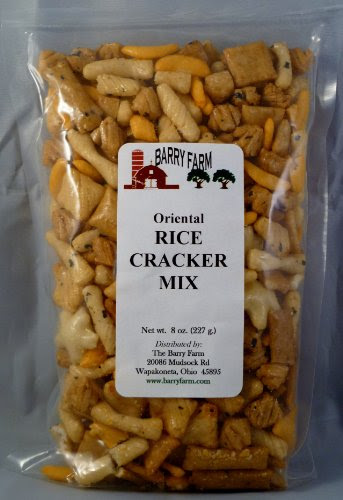 BARRY FARM
Oriental
RICE
CRACKER
MIX
Net wt. 8 oz. (227 g.)
Distributed by:
The Barry Farm
20086 Mudsock Rd
Wapakoneta, Ohio 45895
www.barryfarm.com